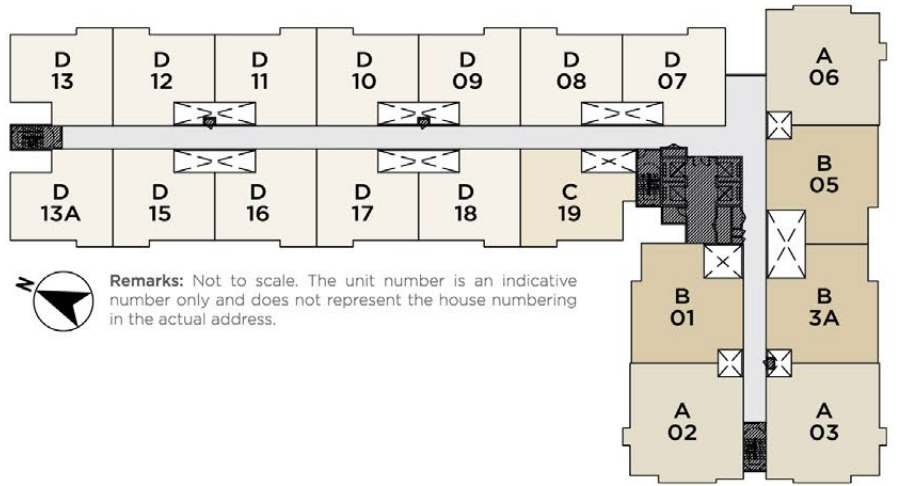 D
13
D
12
D
11
D
10
D
09
D
08
D
07
A
06
B
05
D
13A
D
15
D
16
D
17
D
18
C
19
N
Remarks: Not to scale. The unit number is an indicative
number only and does not represent the house numbering
in the actual address.
B
01
B
3A
A
02
A
03